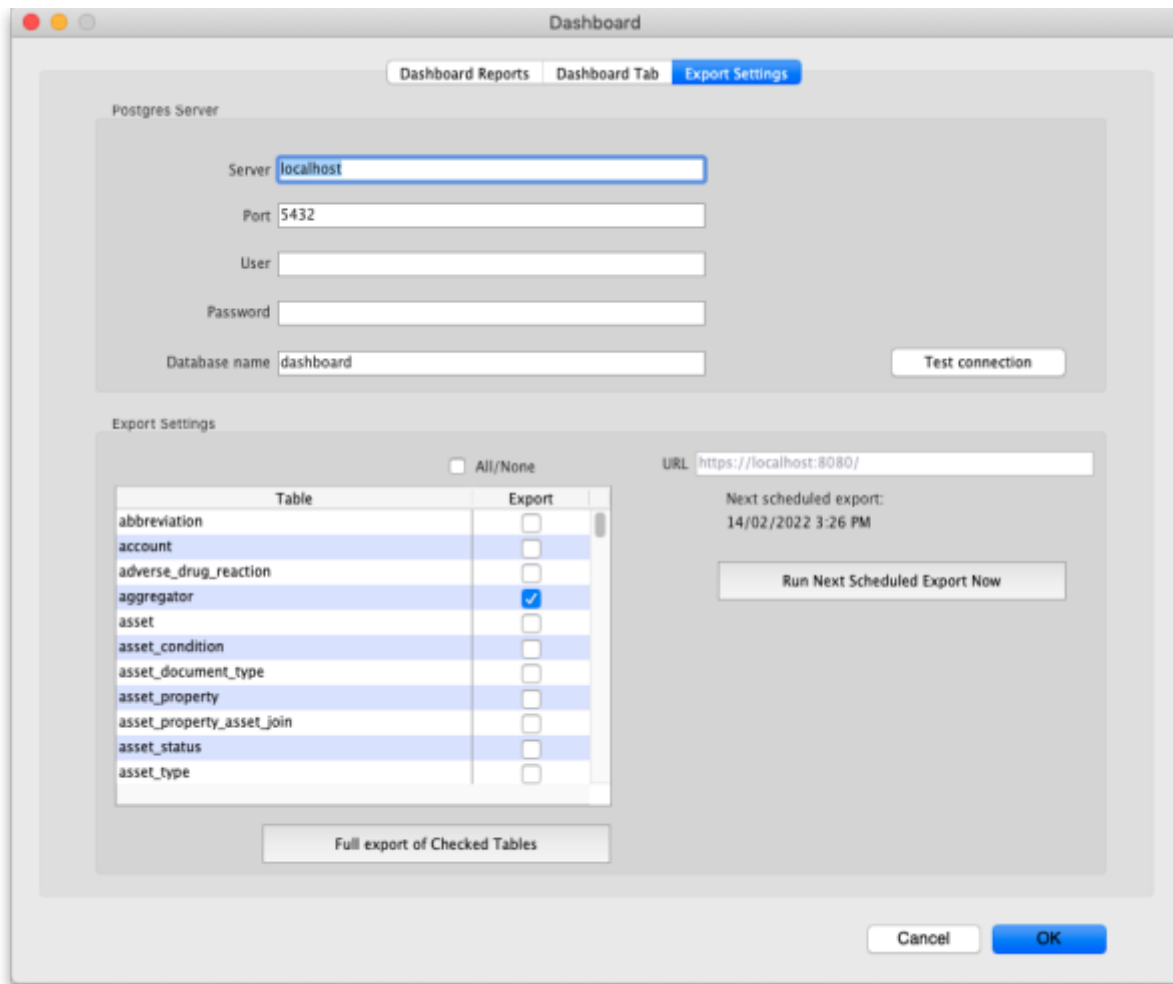 Dashboard
Dashboard Reports Dashboard Tab Export Settings
Postgres Server
Server localhost
Port 5432
User
Password
Database name dashboard Test connection
Export Settings
All/None URL https://localhost:8080/
Table Export Next scheduled export:
abbreviation 14/02/2022 3:26 PM
account
adverse_drug_reaction Run Next Scheduled Export Now
aggregator
asset
asset_condition
asset_document_type
asset_property
asset_property_asset_join
asset_status
asset_type
Full export of Checked Tables
Cancel OK